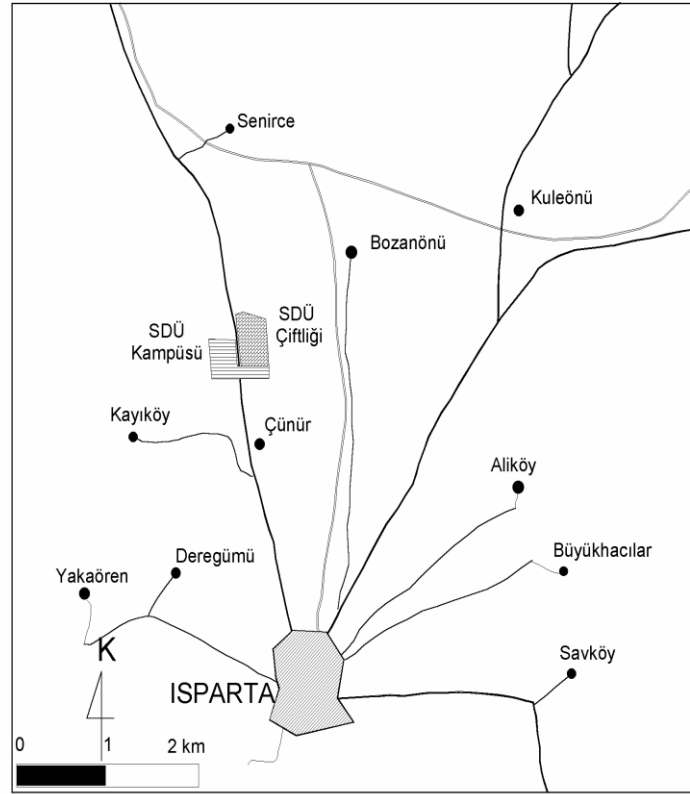 Senirce
Kuleönü
Bozanönü
SDÜ
Kampüsü
SDÜ
Çiftliği
Kayıköy
Çünür
Aliköy
Büyükhacılar
Deregümü
Yakaören
K
Savköy
ISPARTA
0 1 2 km